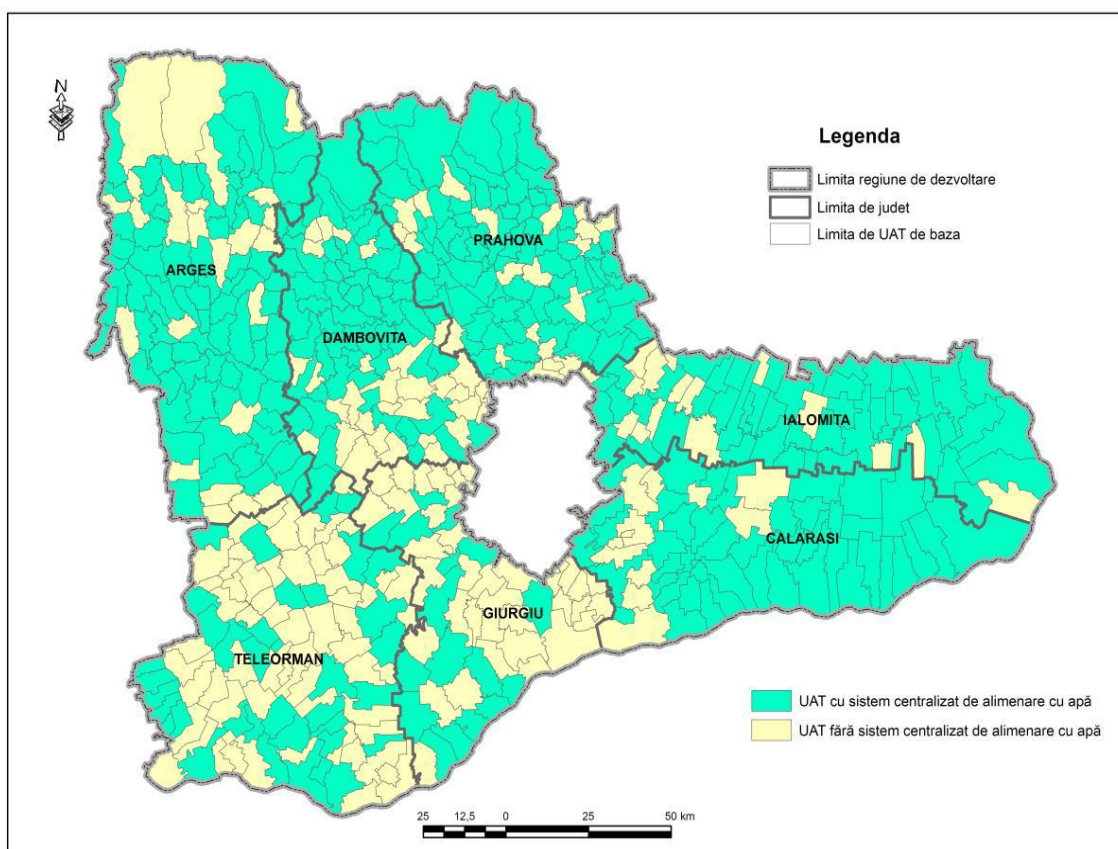 N
Legenda
Limita regiune de dezvoltare
Limita de judet
Limita de UAT de baza
PRAHOVA
ARGES
DAMBOVITA
IALOMITA
CALARASI
GIURGIU
TELEORMAN
UAT cu sistem centralizat de alimenare cu apă
UAT fără sistem centralizat de alimenare cu apă
25 12,5 0 25 50 km